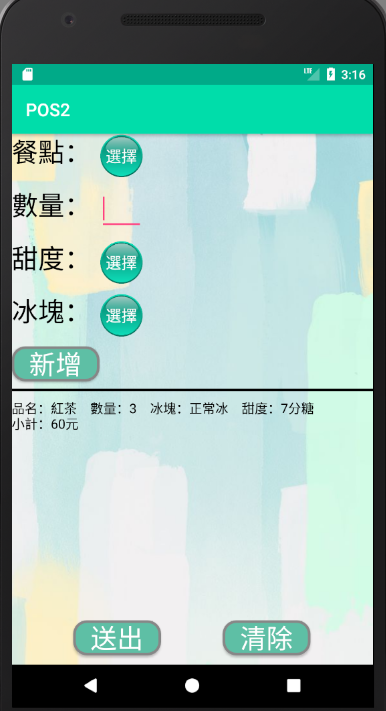 LTE 3:16
POS2
餐點： 選擇
數量：
甜度： 選擇
冰塊： 選擇
新增
品名：紅茶 數量：3 冰塊：正常冰 甜度：7分糖
小計：60元
送出 清除